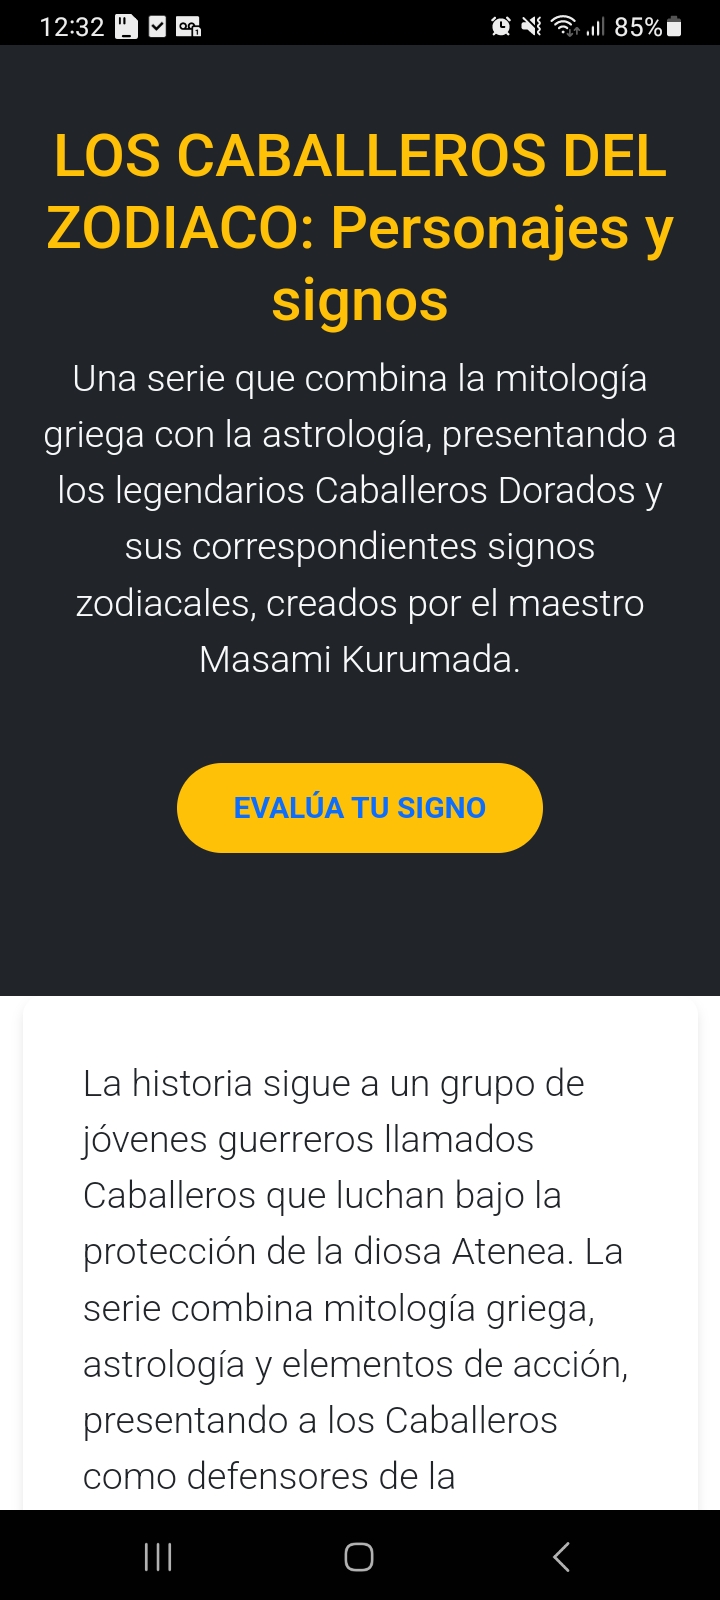 12:32
85%
LOS CABALLEROS DEL
ZODIACO: Personajes y
signos
Una serie que combina la mitología
griega con la astrología, presentando a
los legendarios Caballeros Dorados y
sus correspondientes signos
zodiacales, creados por el maestro
Masami Kurumada.
EVALÚA TU SIGNO
La historia sigue a un grupo de
jóvenes guerreros llamados
Caballeros que luchan bajo la
protección de la diosa Atenea. La
serie combina mitología griega,
astrología y elementos de acción,
presentando a los Caballeros
como defensores de la